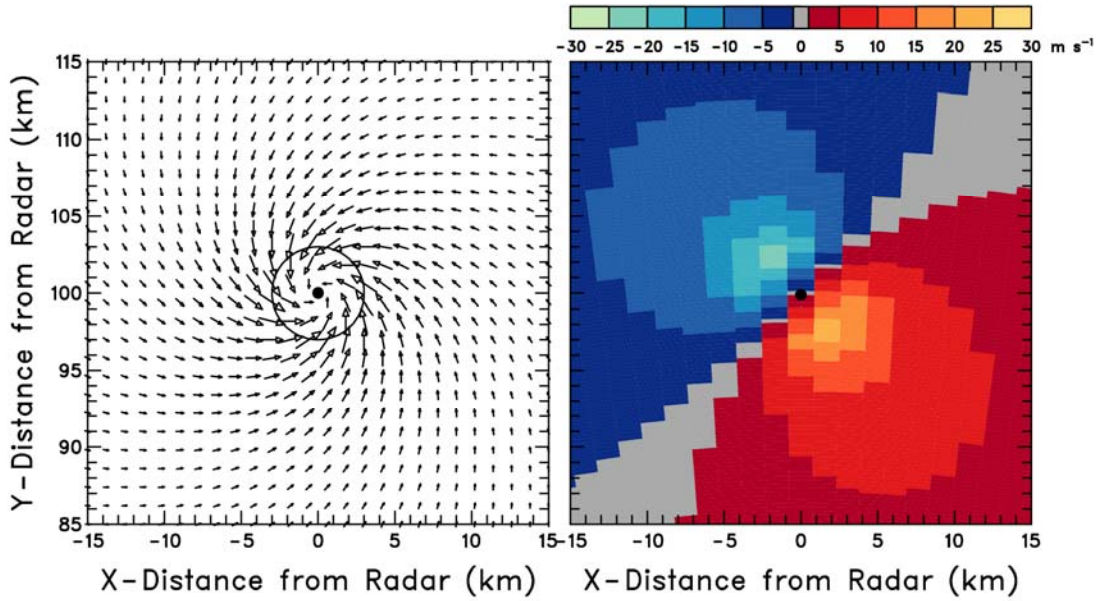 -30 -25 -20 -15 -10 -5 0 5 10 15 20 25 30 m s⁻¹
115
110
105
100
95
90
85
Y-Distance from Radar (km)
-15 -10 -5 0 5 10 15
X-Distance from Radar (km)
-15 -10 -5 0 5 10 15
X-Distance from Radar (km)